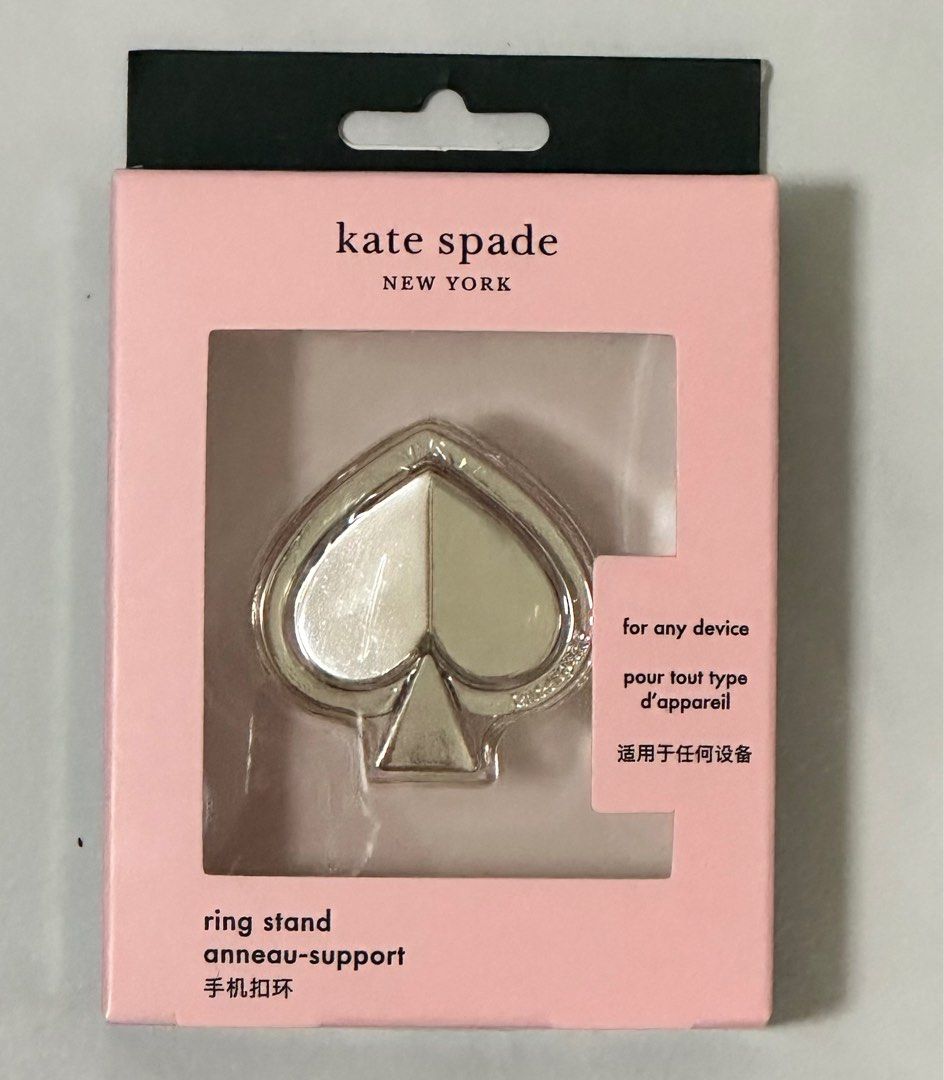 kate spade
NEW YORK
for any device
pour tout type
d'appareil
适用于任何设备
ring stand
anneau-support
手机扣环